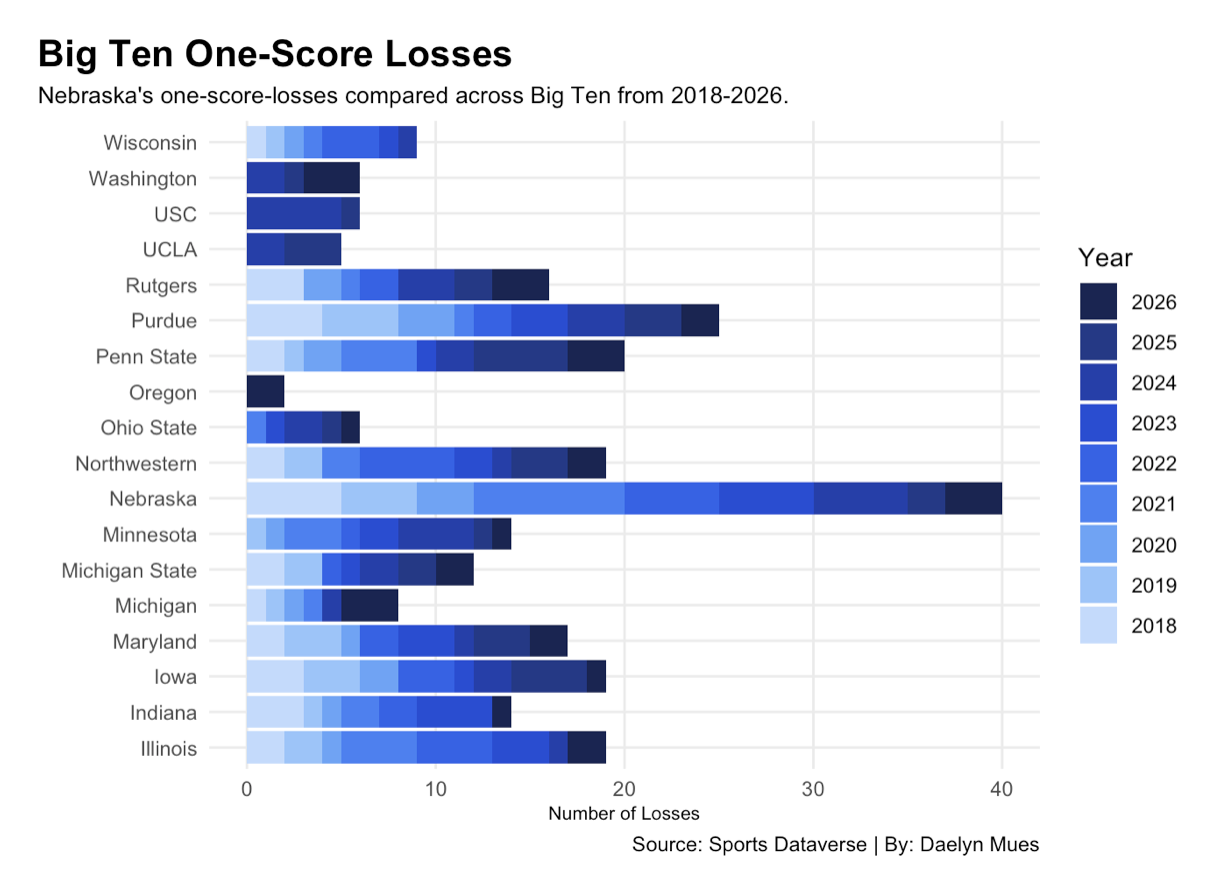 Big Ten One-Score Losses
Nebraska's one-score-losses compared across Big Ten from 2018-2026.
Wisconsin
Washington
USC
UCLA
Rutgers
Purdue
Penn State
Oregon
Ohio State
Northwestern
Nebraska
Minnesota
Michigan State
Michigan
Maryland
Iowa
Indiana
Illinois
0 10 20 30 40
Number of Losses
Year
2026
2025
2024
2023
2022
2021
2020
2019
2018
Source: Sports Dataverse | By: Daelyn Mues